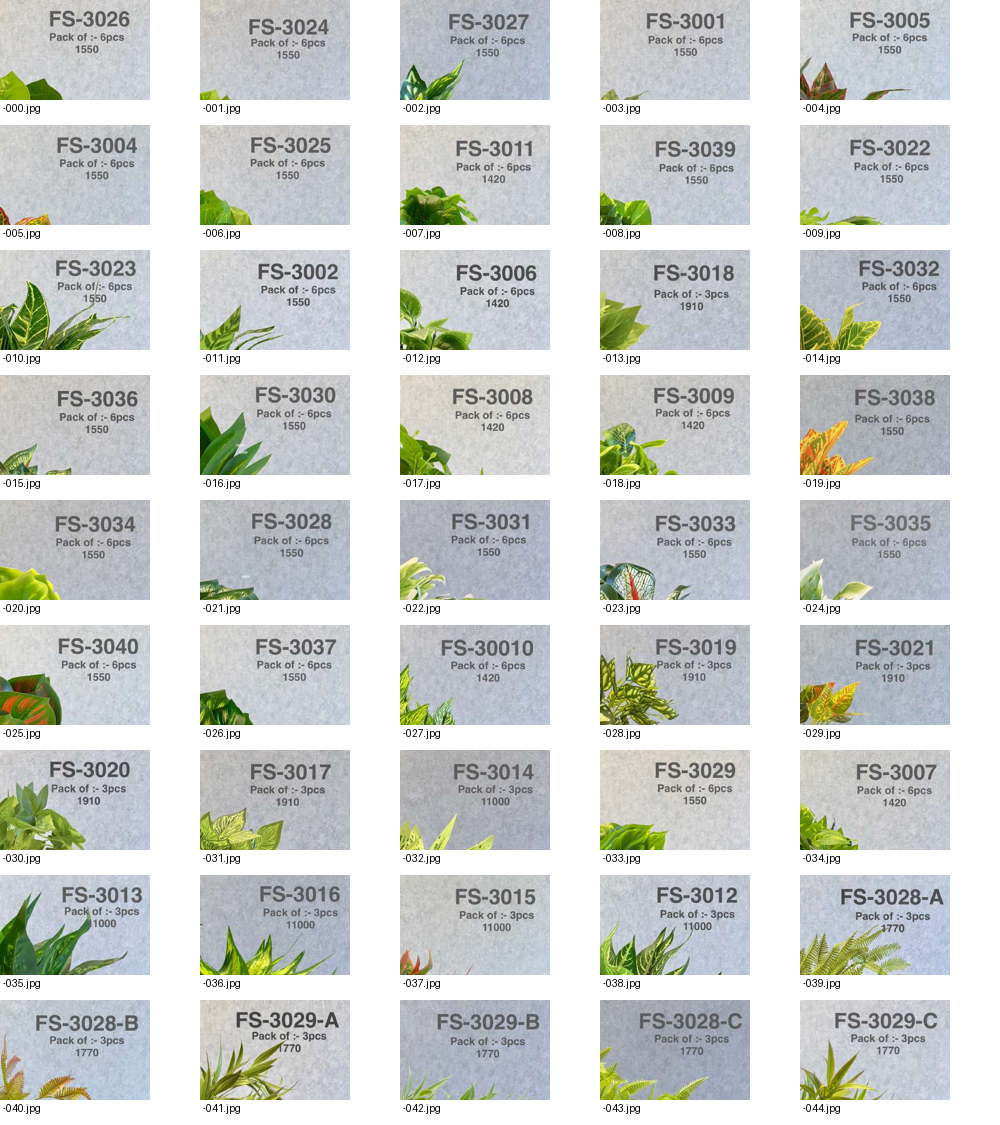 FS-3026
Pack of :- 6pcs
1550
-000.jpg
FS-3024
Pack of :- 6pcs
1550
-001.jpg
FS-3027
Pack of :- 6pcs
1550
-002.jpg
FS-3001
Pack of :- 6pcs
1550
-003.jpg
FS-3005
Pack of :- 6pcs
1550
-004.jpg
FS-3004
Pack of :- 6pcs
1550
-005.jpg
FS-3025
Pack of :- 6pcs
1550
-006.jpg
FS-3011
Pack of :- 6pcs
1420
-007.jpg
FS-3039
Pack of :- 6pcs
1550
-008.jpg
FS-3022
Pack of :- 6pcs
1550
-009.jpg
FS-3023
Pack of :- 6pcs
1550
-010.jpg
FS-3002
Pack of :- 6pcs
1550
-011.jpg
FS-3006
Pack of :- 6pcs
1420
-012.jpg
FS-3018
Pack of :- 3pcs
1910
-013.jpg
FS-3032
Pack of :- 6pcs
1550
-014.jpg
FS-3036
Pack of :- 6pcs
1550
-015.jpg
FS-3030
Pack of :- 6pcs
1550
-016.jpg
FS-3008
Pack of :- 6pcs
1420
-017.jpg
FS-3009
Pack of :- 6pcs
1420
-018.jpg
FS-3038
Pack of :- 6pcs
1550
-019.jpg
FS-3034
Pack of :- 6pcs
1550
-020.jpg
FS-3028
Pack of :- 6pcs
1550
-021.jpg
FS-3031
Pack of :- 6pcs
1550
-022.jpg
FS-3033
Pack of :- 6pcs
1550
-023.jpg
FS-3035
Pack of :- 6pcs
1550
-024.jpg
FS-3040
Pack of :- 6pcs
1550
-025.jpg
FS-3037
Pack of :- 6pcs
1550
-026.jpg
FS-30010
Pack of :- 6pcs
1420
-027.jpg
FS-3019
Pack of :- 3pcs
1910
-028.jpg
FS-3021
Pack of :- 3pcs
1910
-029.jpg
FS-3020
Pack of :- 3pcs
1910
-030.jpg
FS-3017
Pack of :- 3pcs
1910
-031.jpg
FS-3014
Pack of :- 3pcs
11000
-032.jpg
FS-3029
Pack of :- 6pcs
1550
-033.jpg
FS-3007
Pack of :- 6pcs
1420
-034.jpg
FS-3013
Pack of :- 3pcs
11000
-035.jpg
FS-3016
Pack of :- 3pcs
11000
-036.jpg
FS-3015
Pack of :- 3pcs
11000
-037.jpg
FS-3012
Pack of :- 3pcs
11000
-038.jpg
FS-3028-A
Pack of :- 3pcs
1770
-039.jpg
FS-3028-B
Pack of :- 3pcs
1770
-040.jpg
FS-3029-A
Pack of :- 3pcs
1770
-041.jpg
FS-3029-B
Pack of :- 3pcs
1770
-042.jpg
FS-3028-C
Pack of :- 3pcs
1770
-043.jpg
FS-3029-C
Pack of :- 3pcs
1770
-044.jpg